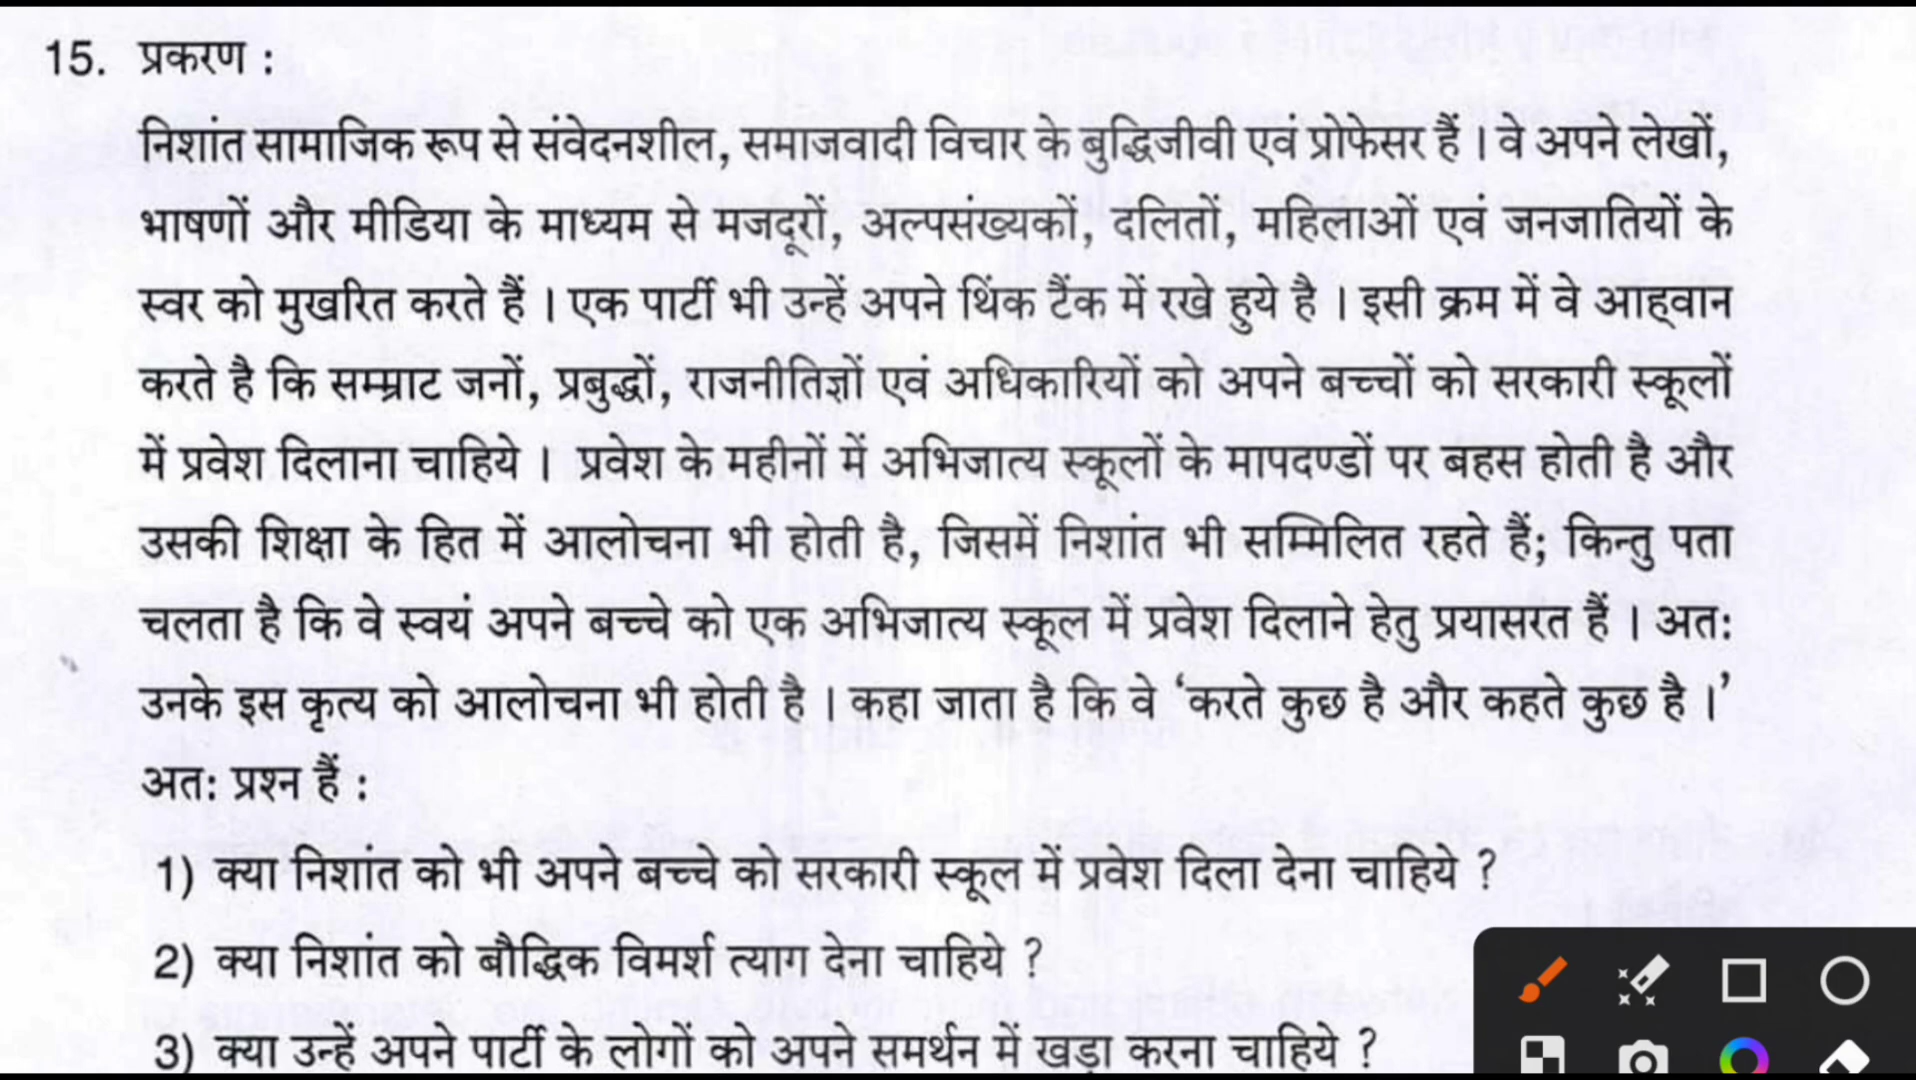 15. प्रकरण :
निशांत सामाजिक रूप से संवेदनशील, समाजवादी विचार के बुद्धिजीवी एवं प्रोफेसर हैं । वे अपने लेखों,
भाषणों और मीडिया के माध्यम से मजदूरों, अल्पसंख्यकों, दलितों, महिलाओं एवं जनजातियों के
स्वर को मुखरित करते हैं । एक पार्टी भी उन्हें अपने थिंक टैंक में रखे हुये है । इसी क्रम में वे आह्वान
करते है कि सम्म्राट जनों, प्रबुद्धों, राजनीतिज्ञों एवं अधिकारियों को अपने बच्चों को सरकारी स्कूलों
में प्रवेश दिलाना चाहिये । प्रवेश के महीनों में अभिजात्य स्कूलों के मापदण्डों पर बहस होती है और
उसकी शिक्षा के हित में आलोचना भी होती है, जिसमें निशांत भी सम्मिलित रहते हैं; किन्तु पता
चलता है कि वे स्वयं अपने बच्चे को एक अभिजात्य स्कूल में प्रवेश दिलाने हेतु प्रयासरत हैं । अतः
उनके इस कृत्य को आलोचना भी होती है । कहा जाता है कि वे ‘करते कुछ है और कहते कुछ है ।’
अतः प्रश्न हैं :
1) क्या निशांत को भी अपने बच्चे को सरकारी स्कूल में प्रवेश दिला देना चाहिये ?
2) क्या निशांत को बौद्धिक विमर्श त्याग देना चाहिये ?
3) क्या उन्हें अपने पार्टी के लोगों को अपने समर्थन में खड़ा करना चाहिये ?